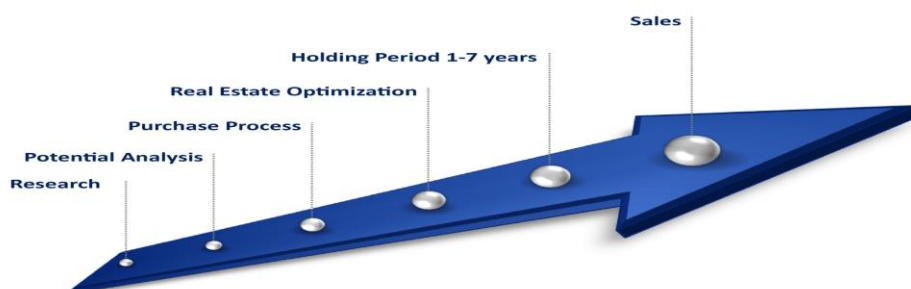 Sales
Holding Period 1-7 years
Real Estate Optimization
Purchase Process
Potential Analysis
Research